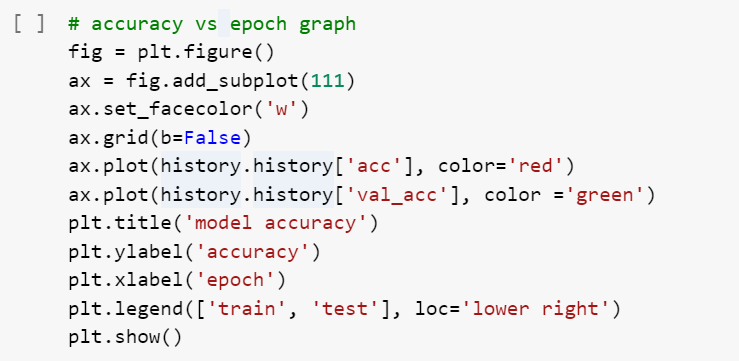 [ ] # accuracy vs epoch graph
fig = plt.figure()
ax = fig.add_subplot(111)
ax.set_facecolor('w')
ax.grid(b=False)
ax.plot(history.history['acc'], color='red')
ax.plot(history.history['val_acc'], color ='green')
plt.title('model accuracy')
plt.ylabel('accuracy')
plt.xlabel('epoch')
plt.legend(['train', 'test'], loc='lower right')
plt.show()